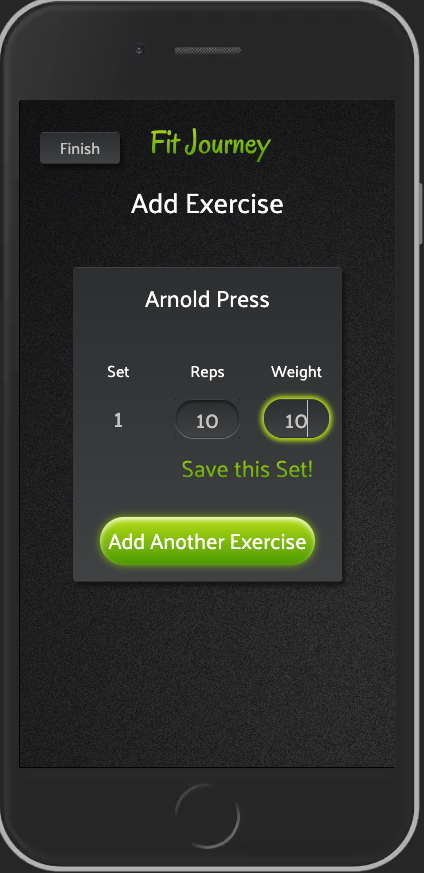 Finish
Fit Journey
Add Exercise
Arnold Press
Set Reps Weight
1 10 10
Save this Set!
Add Another Exercise